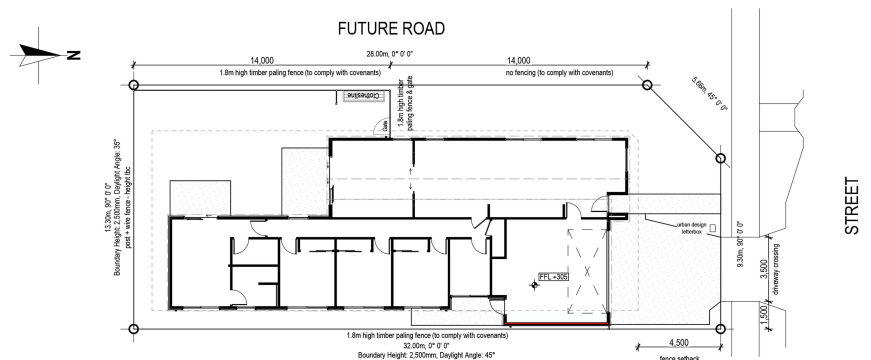 FUTURE ROAD
28.00m, 0° 0' 0"
14,000
14,000
1.8m high timber paling fence (to comply with covenants)
no fencing (to comply with covenants)
N
Clothesline
1.8m high timber
paling fence & gate
Gate
5.66m, 45° 0' 0"
13.30m, 90° 0' 0"
Boundary Height: 2,500mm, Daylight Angle: 35°
post + wire fence - height tbc
STREET
urban design
letterbox
9.30m, 90° 0' 0"
3,500
driveway crossing
1,500
FFL +305
1.8m high timber paling fence (to comply with covenants)
32.00m, 0° 0' 0"
Boundary Height: 2,500mm, Daylight Angle: 45°
4,500
fence setback